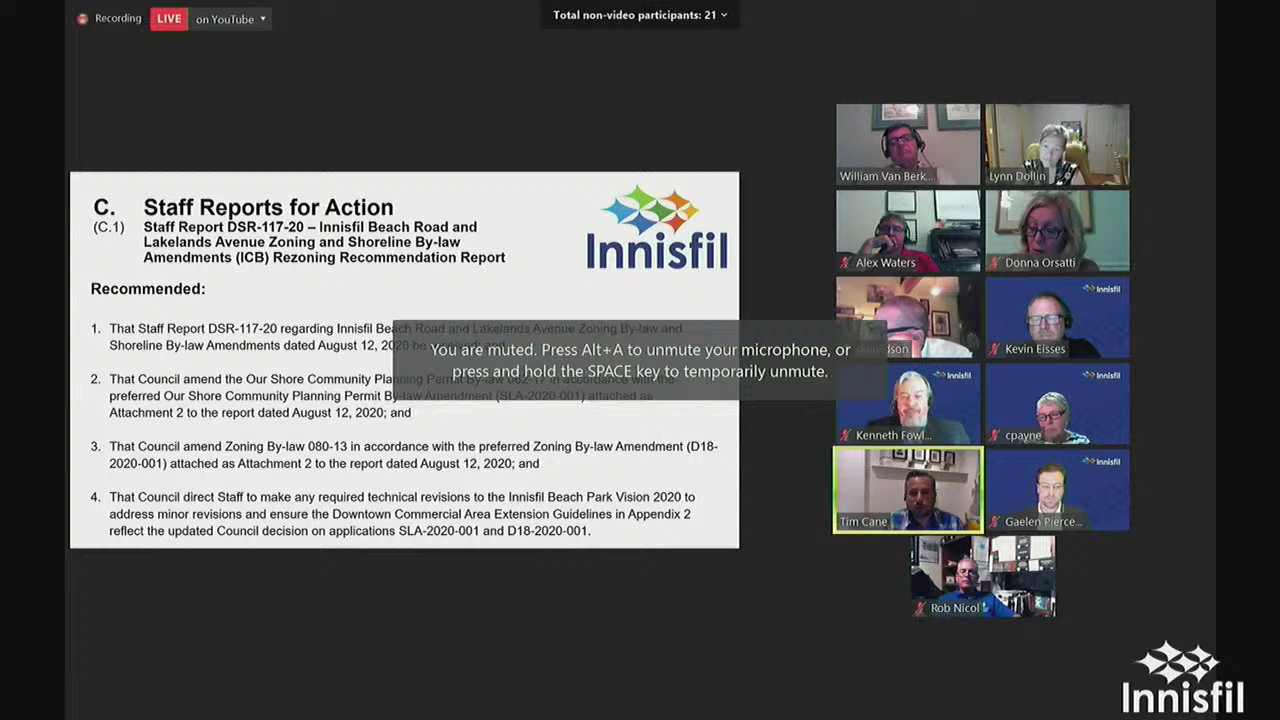 Recording
LIVE on YouTube
Total non-video participants: 21
C. Staff Reports for Action
(C.1) Staff Report DSR-117-20 – Innisfil Beach Road and
Lakelands Avenue Zoning and Shoreline By-law
Amendments (ICB) Rezoning Recommendation Report
Innisfil
Recommended:
1. That Staff Report DSR-117-20 regarding Innisfil Beach Road and Lakelands Avenue Zoning By-law and
Shoreline By-law Amendments dated August 12, 2020 be received; and
2. That Council amend the Our Shore Community Planning Permit By-law 062-17 in accordance with the
preferred Our Shore Community Planning Permit By-law Amendment (SLA-2020-001) attached as
Attachment 2 to the report dated August 12, 2020; and
3. That Council amend Zoning By-law 080-13 in accordance with the preferred Zoning By-law Amendment (D18-
2020-001) attached as Attachment 2 to the report dated August 12, 2020; and
4. That Council direct Staff to make any required technical revisions to the Innisfil Beach Park Vision 2020 to
address minor revisions and ensure the Downtown Commercial Area Extension Guidelines in Appendix 2
reflect the updated Council decision on applications SLA-2020-001 and D18-2020-001.
You are muted. Press Alt+A to unmute your microphone, or
press and hold the SPACE key to temporarily unmute.
William Van Berk...
Lynn Dollin
Alex Waters
Donna Orsatti
Innisfil
Kevin Eisses
Innisfil
Kenneth Fowl...
Innisfil
cpayne
Tim Cane
Innisfil
Gaelen Pierce...
Rob Nicol
Innisfil